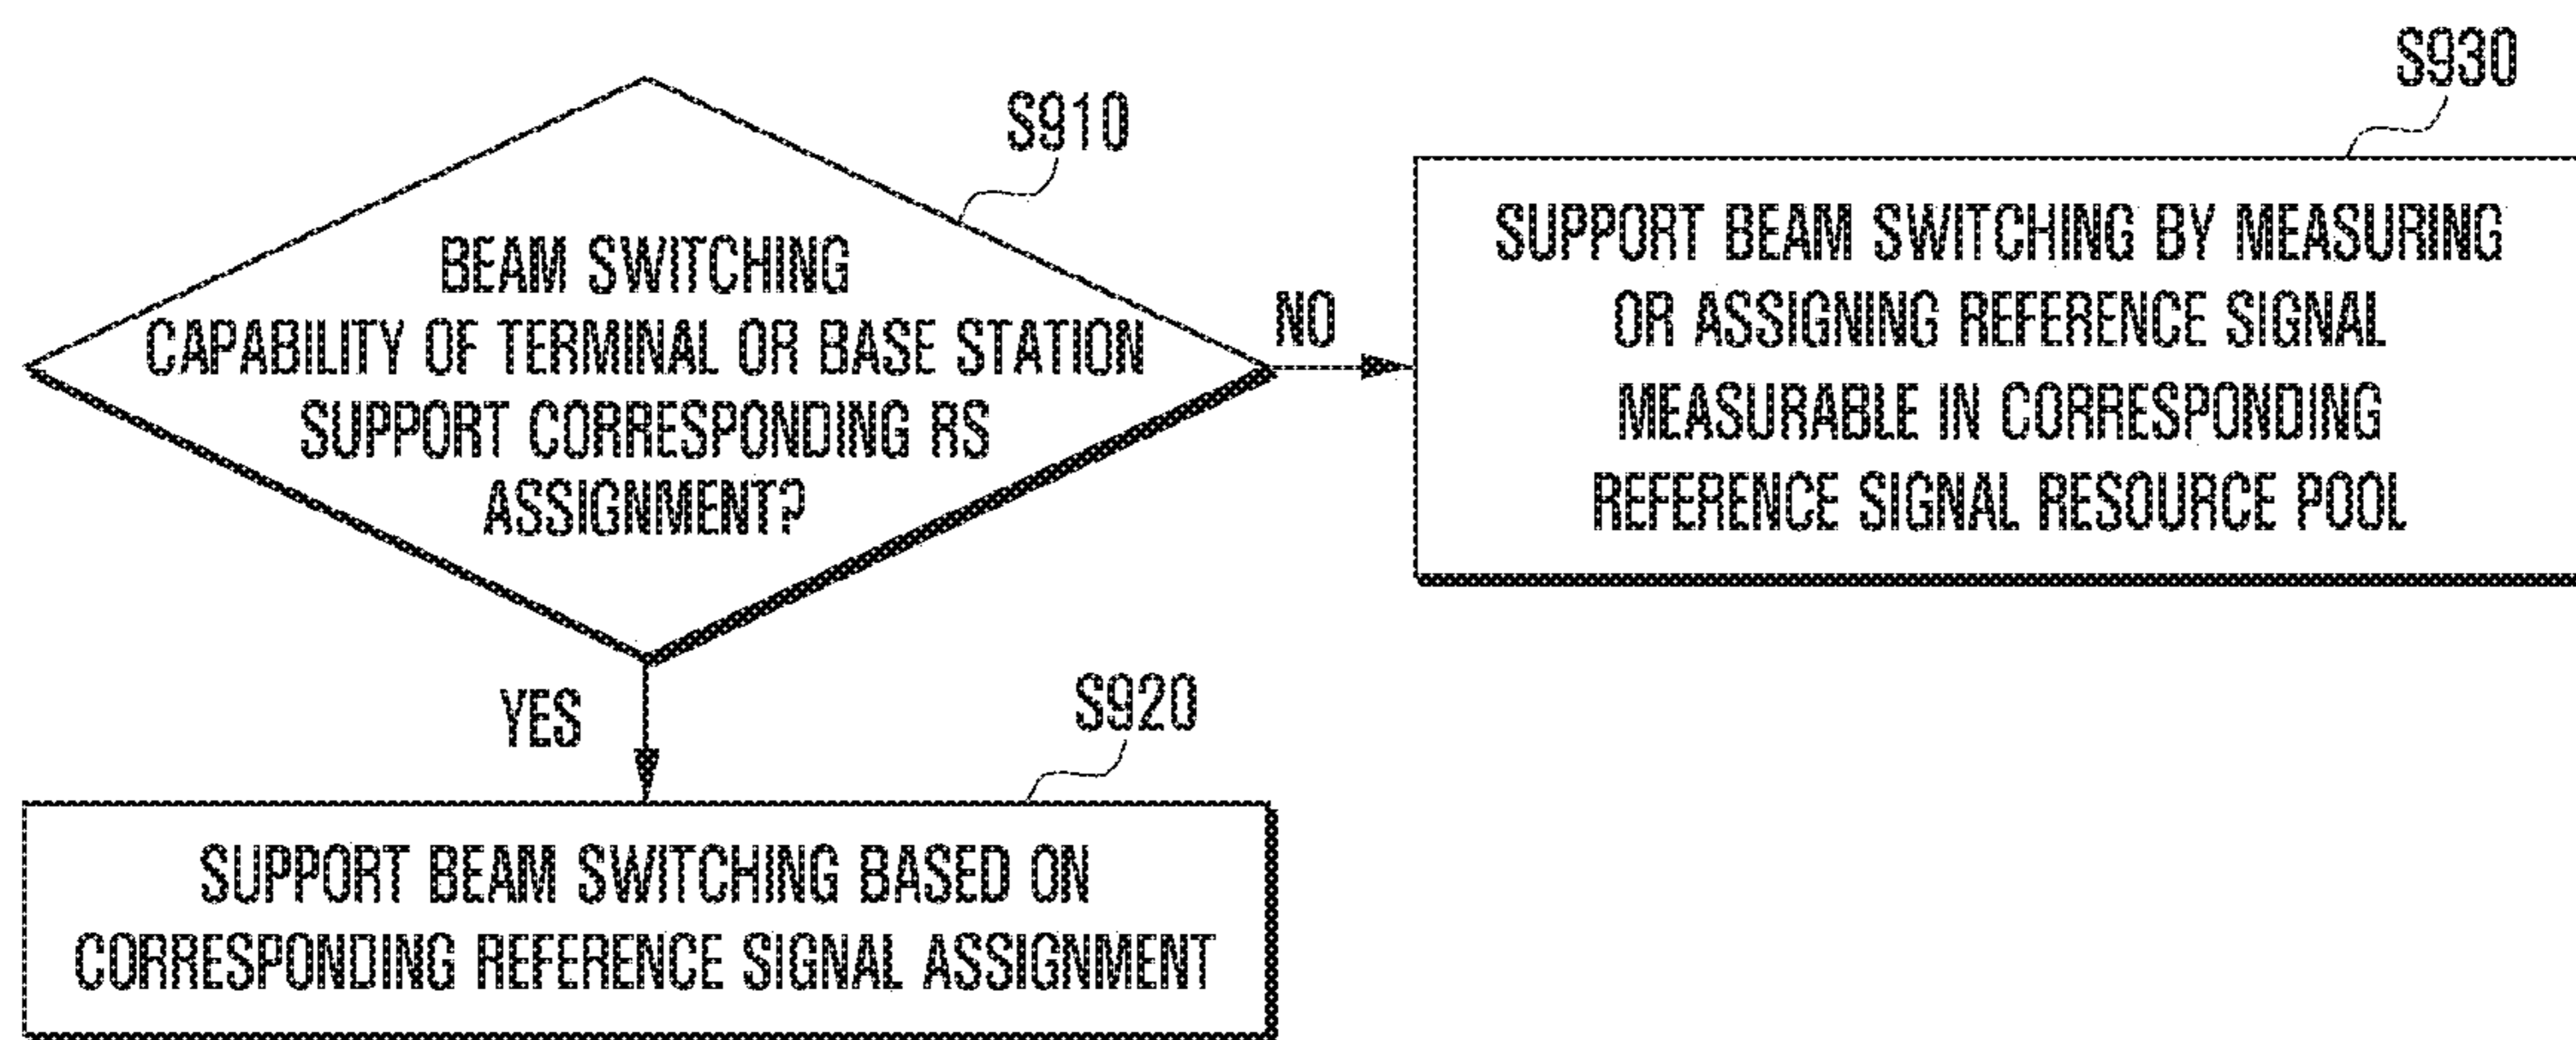 S910
BEAM SWITCHING
CAPABILITY OF TERMINAL OR BASE STATION
SUPPORT CORRESPONDING RS
ASSIGNMENT?
NO
S930
SUPPORT BEAM SWITCHING BY MEASURING
OR ASSIGNING REFERENCE SIGNAL
MEASURABLE IN CORRESPONDING
REFERENCE SIGNAL RESOURCE POOL
YES
S920
SUPPORT BEAM SWITCHING BASED ON
CORRESPONDING REFERENCE SIGNAL ASSIGNMENT